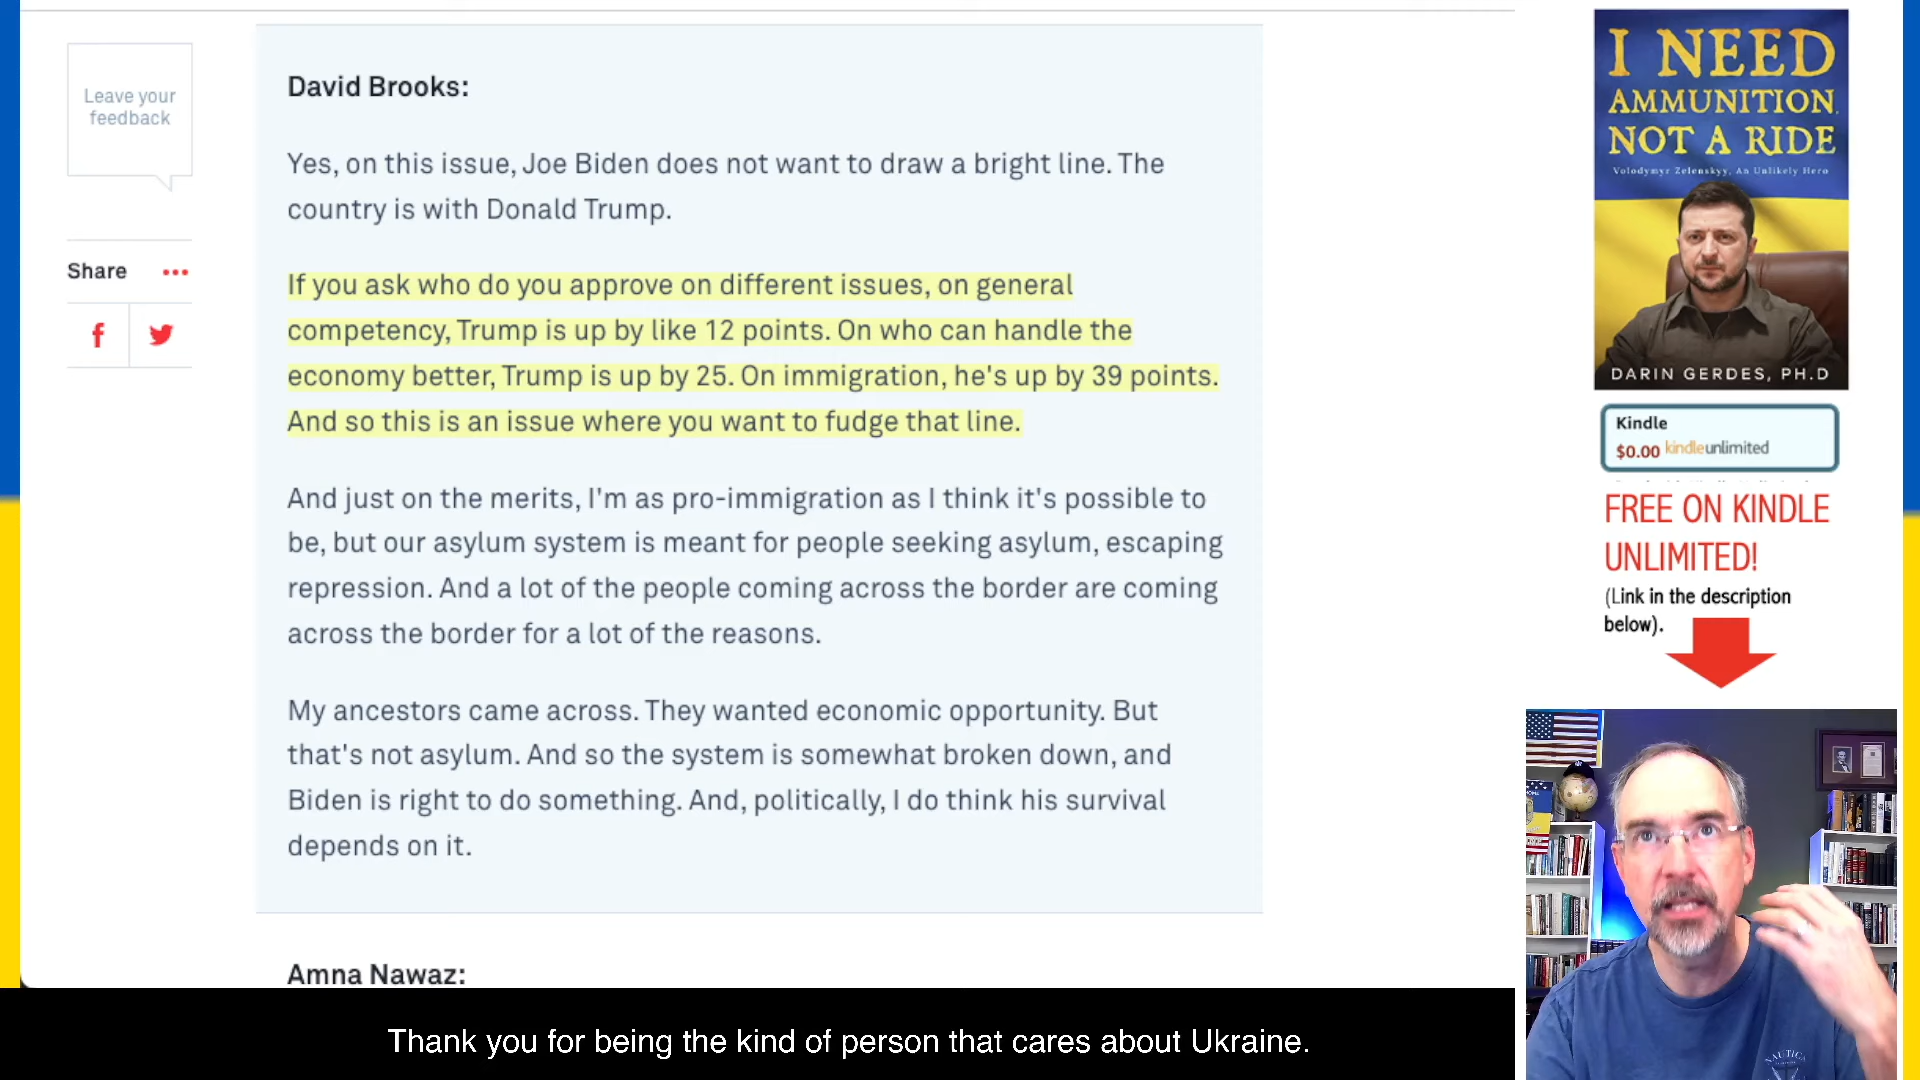 Leave your
feedback
Share
David Brooks:
Yes, on this issue, Joe Biden does not want to draw a bright line. The
country is with Donald Trump.
If you ask who do you approve on different issues, on general
competency, Trump is up by like 12 points. On who can handle the
economy better, Trump is up by 25. On immigration, he's up by 39 points.
And so this is an issue where you want to fudge that line.
And just on the merits, I'm as pro-immigration as I think it's possible to
be, but our asylum system is meant for people seeking asylum, escaping
repression. And a lot of the people coming across the border are coming
across the border for a lot of the reasons.
My ancestors came across. They wanted economic opportunity. But
that's not asylum. And so the system is somewhat broken down, and
Biden is right to do something. And, politically, I do think his survival
depends on it.
Amna Nawaz:
Thank you for being the kind of person that cares about Ukraine.
I NEED
AMMUNITION,
NOT A RIDE
Volodymyr Zelenskyy, An Unlikely Hero
DARIN GERDES, PH.D
Kindle
$0.00 kindleunlimited
FREE ON KINDLE
UNLIMITED!
(Link in the description
below).
NAUTICA